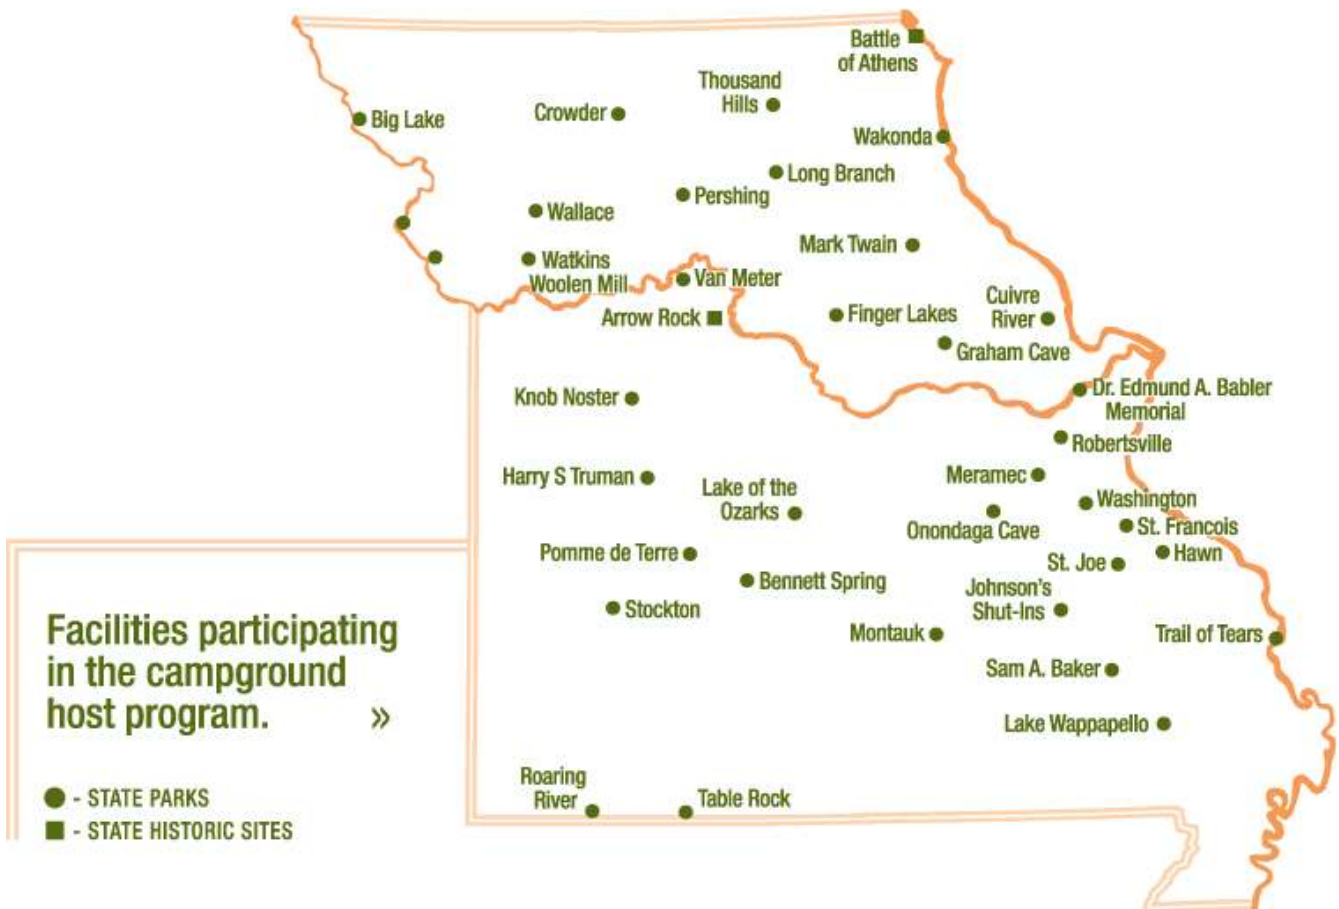 Battle
of Athens
Thousand
Hills
Crowder
Big Lake
Wakonda
Long Branch
Pershing
Wallace
Mark Twain
Watkins
Woolen Mill
Van Meter
Cuivre
River
Arrow Rock
Finger Lakes
Graham Cave
Dr. Edmund A. Babler
Memorial
Knob Noster
Robertsville
Harry S Truman
Meramec
Lake of the
Ozarks
Washington
Onondaga Cave
St. Francois
Pomme de Terre
St. Joe
Hawn
Bennett Spring
Johnson's
Shut-Ins
Stockton
Montauk
Trail of Tears
Sam A. Baker
Lake Wappapello
Roaring
River
Table Rock
Facilities participating
in the campground
host program. »
- STATE PARKS
- STATE HISTORIC SITES